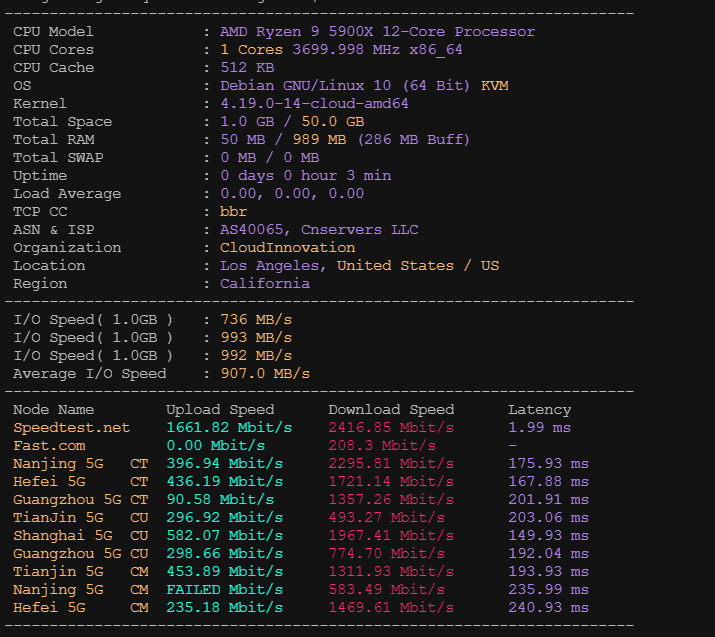 CPU Model : AMD Ryzen 9 5900X 12-Core Processor
CPU Cores : 1 Cores 3699.998 MHz x86_64
CPU Cache : 512 KB
OS : Debian GNU/Linux 10 (64 Bit) KVM
Kernel : 4.19.0-14-cloud-amd64
Total Space : 1.0 GB / 50.0 GB
Total RAM : 50 MB / 989 MB (286 MB Buff)
Total SWAP : 0 MB / 0 MB
Uptime : 0 days 0 hour 3 min
Load Average : 0.00, 0.00, 0.00
TCP CC : bbr
ASN & ISP : AS40065, Cnservers LLC
Organization : CloudInnovation
Location : Los Angeles, United States / US
Region : California
I/O Speed( 1.0GB ) : 736 MB/s
I/O Speed( 1.0GB ) : 993 MB/s
I/O Speed( 1.0GB ) : 992 MB/s
Average I/O Speed : 907.0 MB/s
Node Name Upload Speed Download Speed Latency
Speedtest.net 1661.82 Mbit/s 2416.85 Mbit/s 1.99 ms
Fast.com 0.00 Mbit/s 208.3 Mbit/s -
Nanjing 5G CT 396.94 Mbit/s 2295.81 Mbit/s 175.93 ms
Hefei 5G CT 436.19 Mbit/s 1721.14 Mbit/s 167.88 ms
Guangzhou 5G CT 90.58 Mbit/s 1357.26 Mbit/s 201.91 ms
TianJin 5G CU 296.92 Mbit/s 493.27 Mbit/s 203.06 ms
Shanghai 5G CU 582.07 Mbit/s 1967.41 Mbit/s 149.93 ms
Guangzhou 5G CU 298.66 Mbit/s 774.70 Mbit/s 192.04 ms
Tianjin 5G CM 453.89 Mbit/s 1311.93 Mbit/s 193.93 ms
Nanjing 5G CM FAILED Mbit/s 583.49 Mbit/s 235.99 ms
Hefei 5G CM 235.18 Mbit/s 1469.61 Mbit/s 240.93 ms